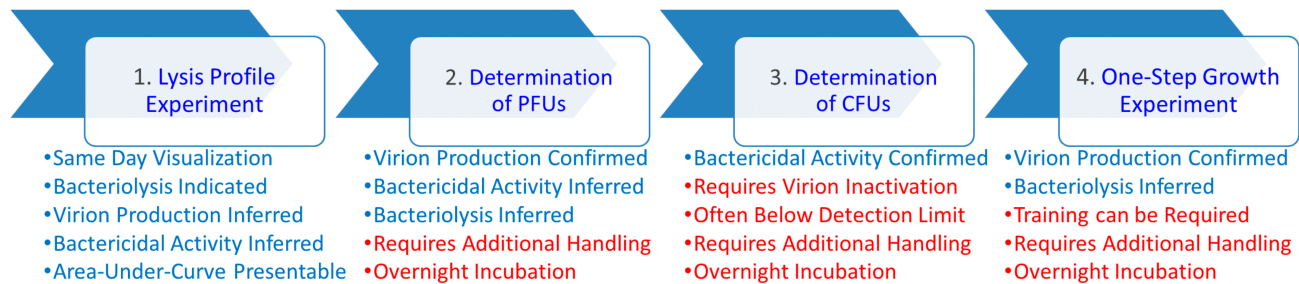 1. Lysis Profile
Experiment
•Same Day Visualization
•Bacteriolysis Indicated
•Virion Production Inferred
•Bactericidal Activity Inferred
•Area-Under-Curve Presentable
2. Determination
of PFUs
•Virion Production Confirmed
•Bactericidal Activity Inferred
•Bacteriolysis Inferred
•Requires Additional Handling
•Overnight Incubation
3. Determination
of CFUs
•Bactericidal Activity Confirmed
•Requires Virion Inactivation
•Often Below Detection Limit
•Requires Additional Handling
•Overnight Incubation
4. One-Step Growth
Experiment
•Virion Production Confirmed
•Bacteriolysis Inferred
•Training can be Required
•Requires Additional Handling
•Overnight Incubation